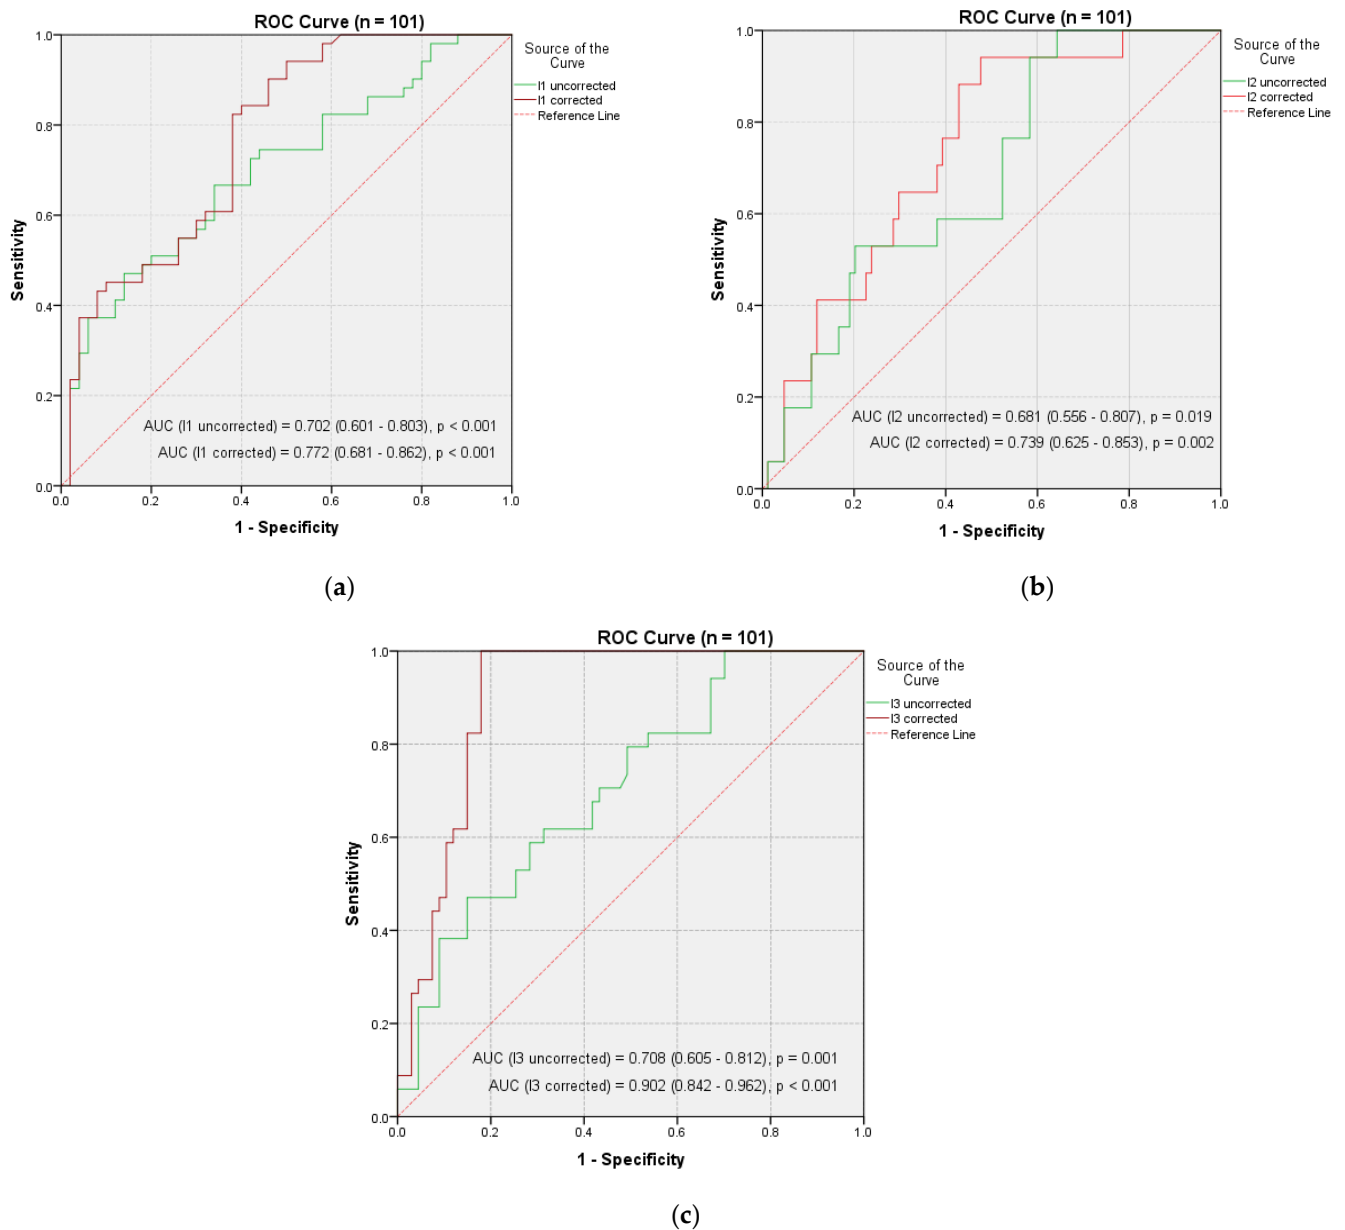 ROC Curve (n = 101)
Source of the
Curve
I1 uncorrected
I1 corrected
Reference Line
Sensitivity
1.0
0.8
0.6
0.4
0.2
0.0
AUC (I1 uncorrected) = 0.702 (0.601 - 0.803), p < 0.001
AUC (I1 corrected) = 0.772 (0.681 - 0.862), p < 0.001
0.0 0.2 0.4 0.6 0.8 1.0
1 - Specificity
(a)
ROC Curve (n = 101)
Source of the
Curve
I2 uncorrected
I2 corrected
Reference Line
Sensitivity
1.0
0.8
0.6
0.4
0.2
0.0
AUC (I2 uncorrected) = 0.681 (0.556 - 0.807), p = 0.019
AUC (I2 corrected) = 0.739 (0.625 - 0.853), p = 0.002
0.0 0.2 0.4 0.6 0.8 1.0
1 - Specificity
(b)
ROC Curve (n = 101)
Source of the
Curve
I3 uncorrected
I3 corrected
Reference Line
Sensitivity
1.0
0.8
0.6
0.4
0.2
0.0
AUC (I3 uncorrected) = 0.708 (0.605 - 0.812), p = 0.001
AUC (I3 corrected) = 0.902 (0.842 - 0.962), p < 0.001
0.0 0.2 0.4 0.6 0.8 1.0
1 - Specificity
(c)